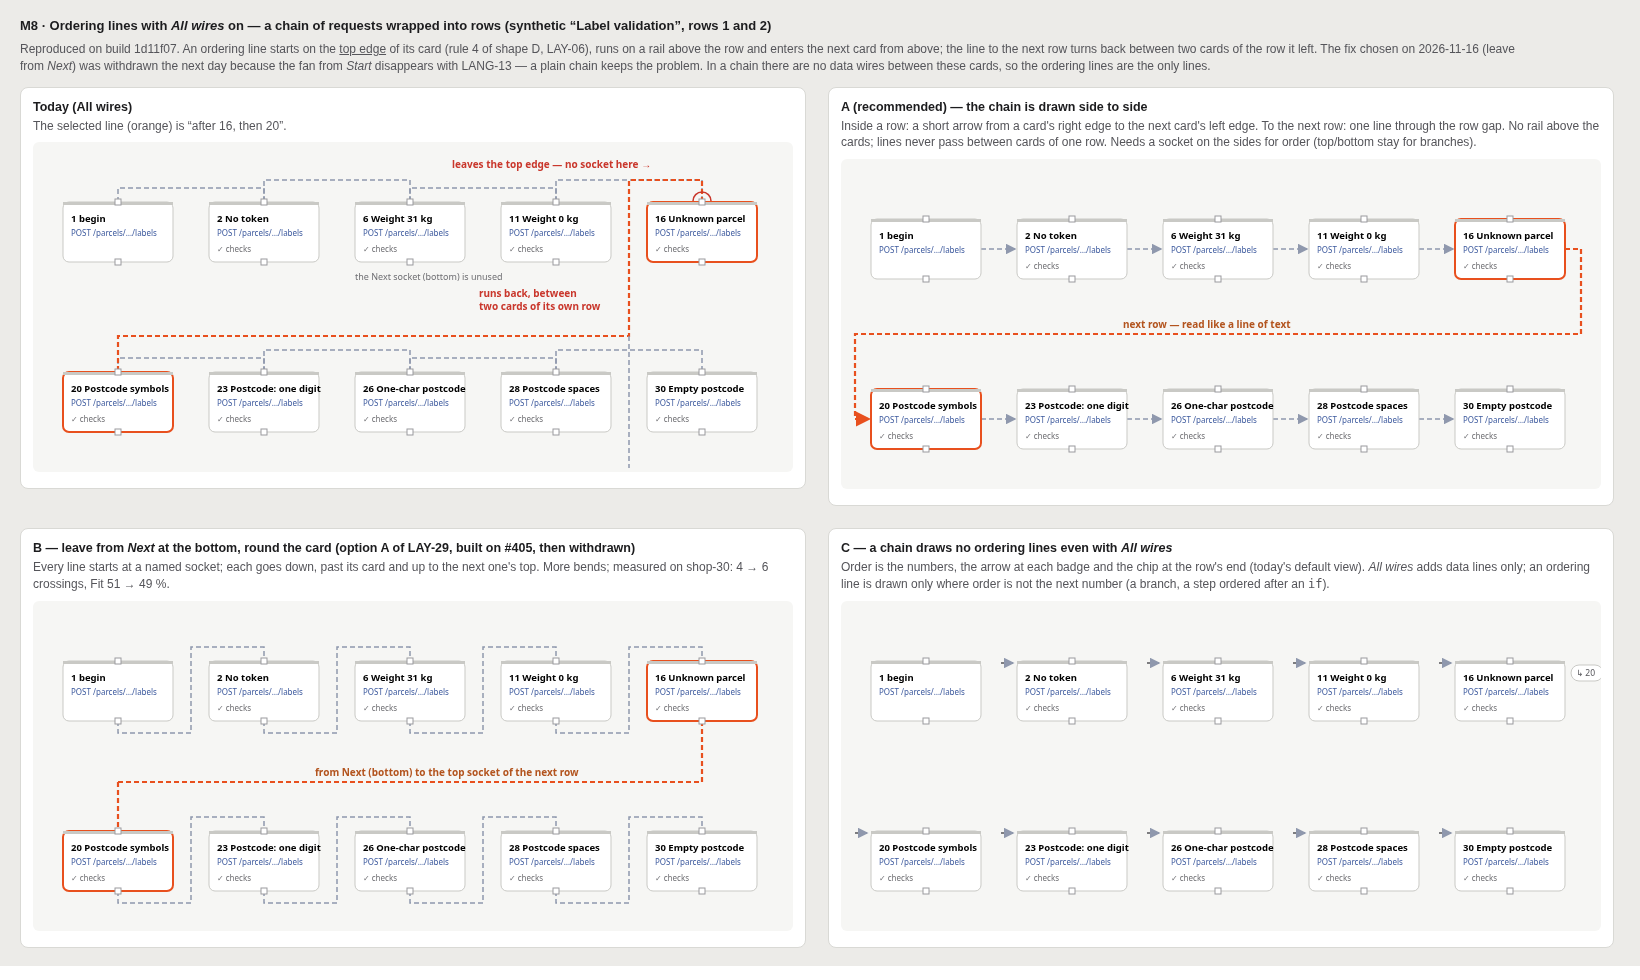 M8 · Ordering lines with All wires on — a chain of requests wrapped into rows (synthetic “Label validation”, rows 1 and 2)
Reproduced on build 1d11f07. An ordering line starts on the top edge of its card (rule 4 of shape D, LAY-06), runs on a rail above the row and enters the next card from above; the line to the next row turns back between two cards of the row it left. The fix chosen on 2026-11-16 (leave
from Next) was withdrawn the next day because the fan from Start disappears with LANG-13 — a plain chain keeps the problem. In a chain there are no data wires between these cards, so the ordering lines are the only lines.
Today (All wires)
The selected line (orange) is “after 16, then 20”.
leaves the top edge — no socket here →
1 begin
POST /parcels/.../labels
2 No token
POST /parcels/.../labels
✓ checks
6 Weight 31 kg
POST /parcels/.../labels
✓ checks
11 Weight 0 kg
POST /parcels/.../labels
✓ checks
16 Unknown parcel
POST /parcels/.../labels
✓ checks
the Next socket (bottom) is unused
runs back, between
two cards of its own row
20 Postcode symbols
POST /parcels/.../labels
✓ checks
23 Postcode: one digit
POST /parcels/.../labels
✓ checks
26 One-char postcode
POST /parcels/.../labels
✓ checks
28 Postcode spaces
POST /parcels/.../labels
✓ checks
30 Empty postcode
POST /parcels/.../labels
✓ checks
A (recommended) — the chain is drawn side to side
Inside a row: a short arrow from a card's right edge to the next card's left edge. To the next row: one line through the row gap. No rail above the
cards; lines never pass between cards of one row. Needs a socket on the sides for order (top/bottom stay for branches).
1 begin
POST /parcels/.../labels
2 No token
POST /parcels/.../labels
✓ checks
6 Weight 31 kg
POST /parcels/.../labels
✓ checks
11 Weight 0 kg
POST /parcels/.../labels
✓ checks
16 Unknown parcel
POST /parcels/.../labels
✓ checks
next row — read like a line of text
20 Postcode symbols
POST /parcels/.../labels
✓ checks
23 Postcode: one digit
POST /parcels/.../labels
✓ checks
26 One-char postcode
POST /parcels/.../labels
✓ checks
28 Postcode spaces
POST /parcels/.../labels
✓ checks
30 Empty postcode
POST /parcels/.../labels
✓ checks
B — leave from Next at the bottom, round the card (option A of LAY-29, built on #405, then withdrawn)
Every line starts at a named socket; each goes down, past its card and up to the next one's top. More bends; measured on shop-30: 4 → 6
crossings, Fit 51 → 49 %.
1 begin
POST /parcels/.../labels
2 No token
POST /parcels/.../labels
✓ checks
6 Weight 31 kg
POST /parcels/.../labels
✓ checks
11 Weight 0 kg
POST /parcels/.../labels
✓ checks
16 Unknown parcel
POST /parcels/.../labels
✓ checks
from Next (bottom) to the top socket of the next row
20 Postcode symbols
POST /parcels/.../labels
✓ checks
23 Postcode: one digit
POST /parcels/.../labels
✓ checks
26 One-char postcode
POST /parcels/.../labels
✓ checks
28 Postcode spaces
POST /parcels/.../labels
✓ checks
30 Empty postcode
POST /parcels/.../labels
✓ checks
C — a chain draws no ordering lines even with All wires
Order is the numbers, the arrow at each badge and the chip at the row's end (today's default view). All wires adds data lines only; an ordering
line is drawn only where order is not the next number (a branch, a step ordered after an if).
1 begin
POST /parcels/.../labels
2 No token
POST /parcels/.../labels
✓ checks
6 Weight 31 kg
POST /parcels/.../labels
✓ checks
11 Weight 0 kg
POST /parcels/.../labels
✓ checks
16 Unknown parcel
POST /parcels/.../labels
✓ checks
↳ 20
20 Postcode symbols
POST /parcels/.../labels
✓ checks
23 Postcode: one digit
POST /parcels/.../labels
✓ checks
26 One-char postcode
POST /parcels/.../labels
✓ checks
28 Postcode spaces
POST /parcels/.../labels
✓ checks
30 Empty postcode
POST /parcels/.../labels
✓ checks